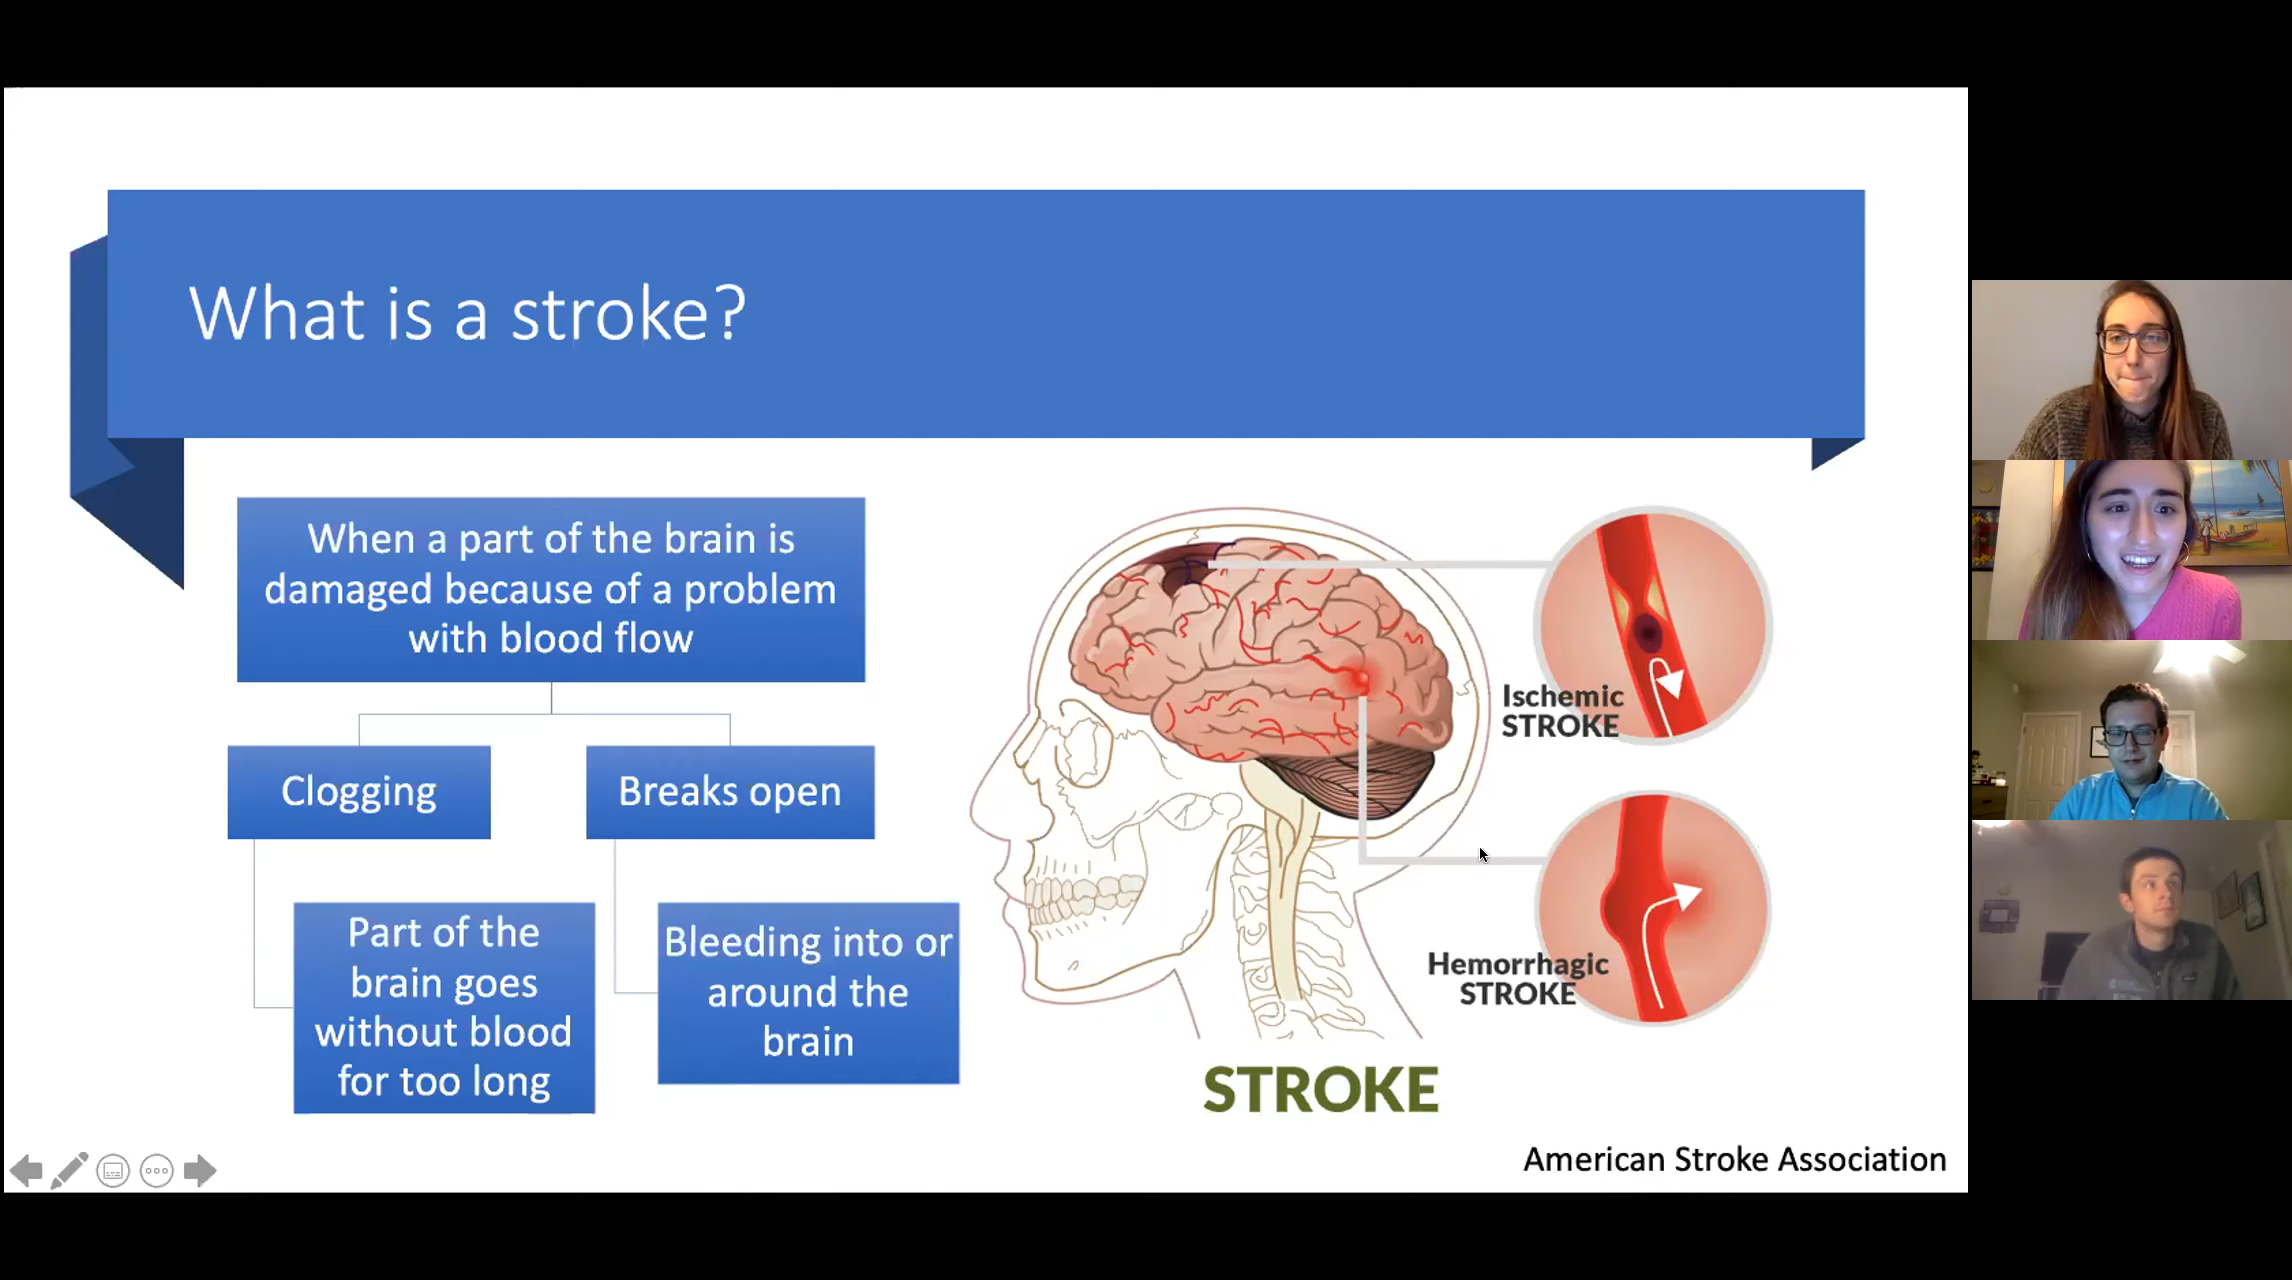 What is a stroke?
When a part of the brain is
damaged because of a problem
with blood flow
Clogging
Breaks open
Part of the
brain goes
without blood
for too long
Bleeding into or
around the
brain
Ischemic
STROKE
Hemorrhagic
STROKE
STROKE
American Stroke Association